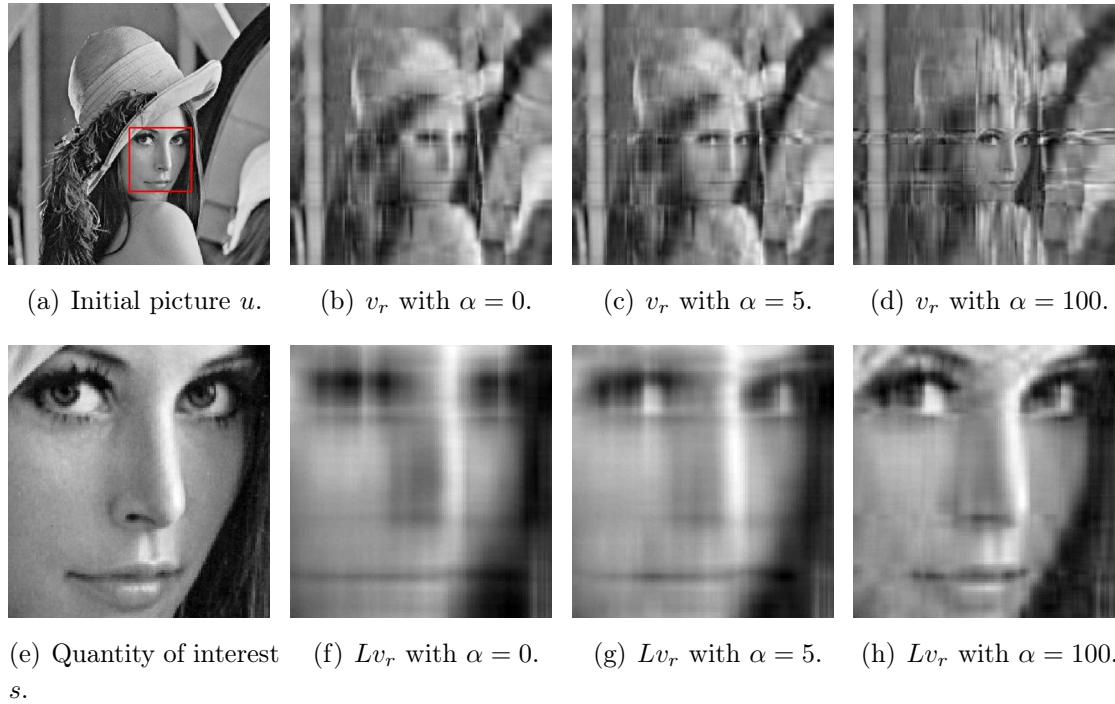 (a) Initial picture u.
(b) v_r with α = 0.
(c) v_r with α = 5.
(d) v_r with α = 100.
(e) Quantity of interest
s.
(f) Lv_r with α = 0.
(g) Lv_r with α = 5.
(h) Lv_r with α = 100.